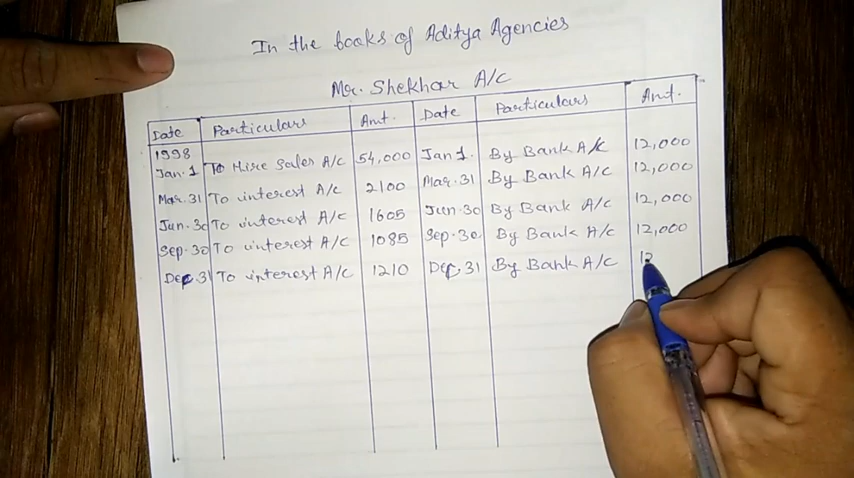 In the books of Aditya Agencies
Mr. Shekhar A/c
Date Particulars Amt. Date Particulars Amt.
1998
Jan. 1 To Hire Sales A/c 54,000 Jan 1. By Bank A/c 12,000
Mar. 31 To interest A/c 2100 Mar. 31 By Bank A/c 12,000
Jun. 30 To interest A/c 1605 Jun. 30 By Bank A/c 12,000
Sep. 30 To interest A/c 1085 Sep. 30 By Bank A/c 12,000
Dec 31 To interest A/c 1210 Dec, 31 By Bank A/c 12